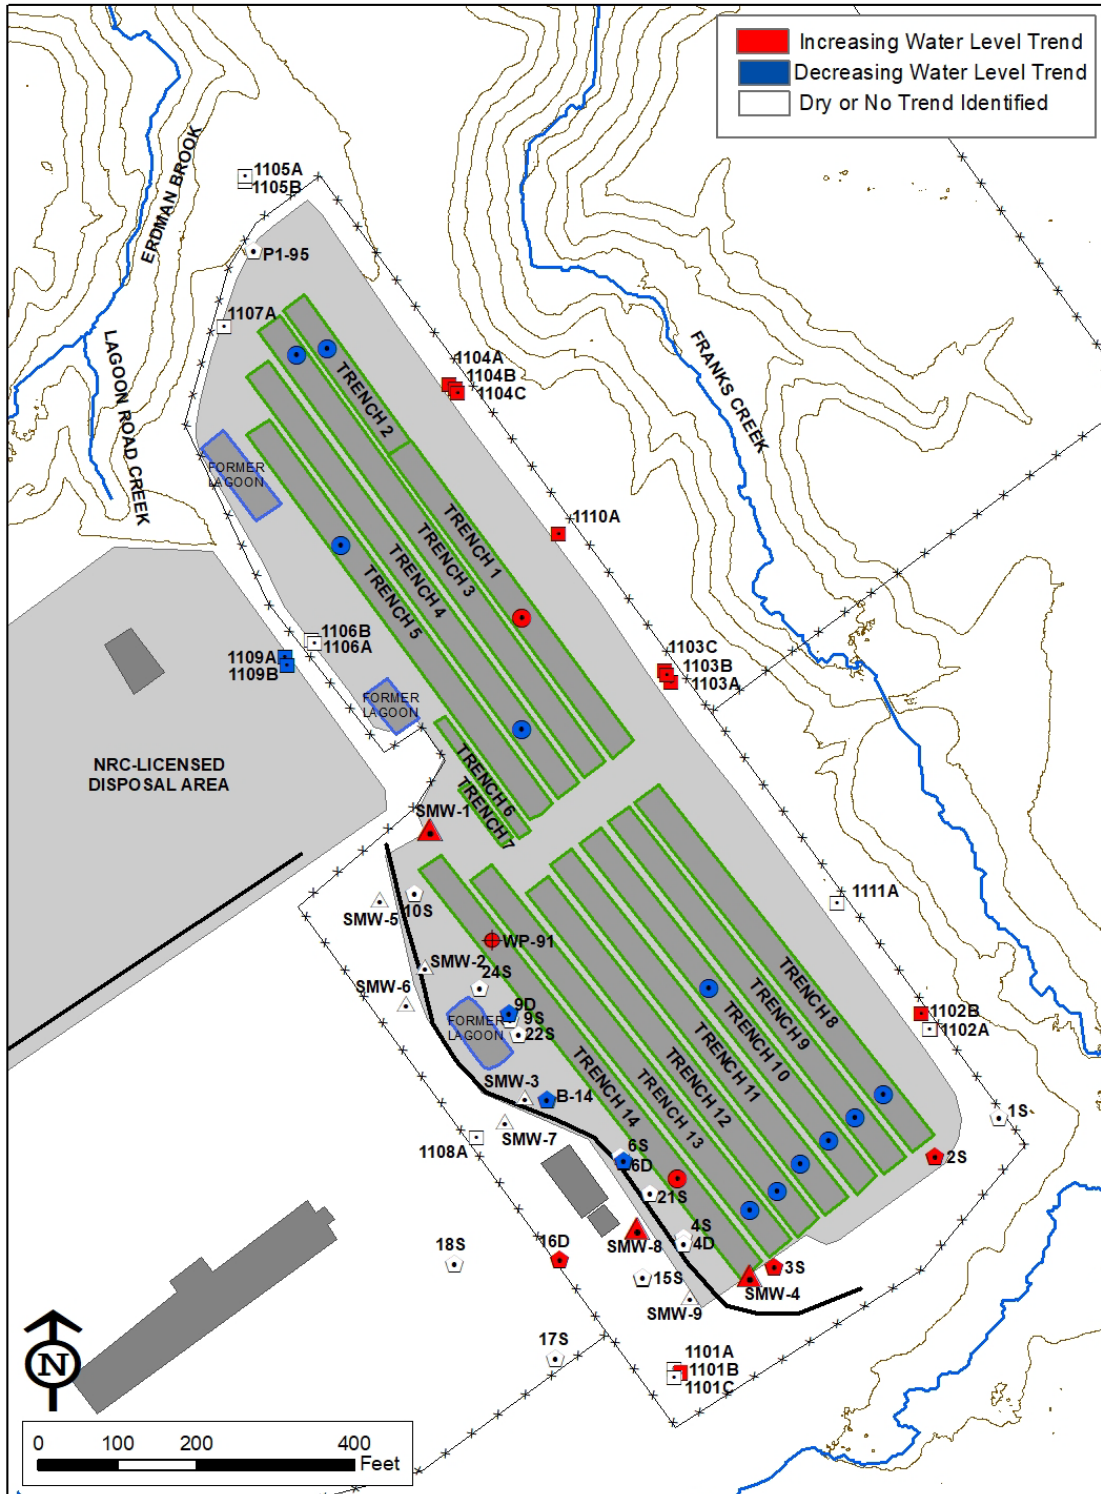 Increasing Water Level Trend
Decreasing Water Level Trend
Dry or No Trend Identified
ERDMAN BROOK
1105A
1105B
P1-95
1107A
LAGOON ROAD CREEK
FRANKS CREEK
1104A
1104B
1104C
TRENCH 2
FORMER
LAGOON
1110A
TRENCH 1
TRENCH 3
TRENCH 4
TRENCH 5
1106B
1106A
1109A
1109B
1103C
1103B
1103A
FORMER
LAGOON
NRC-LICENSED
DISPOSAL AREA
TRENCH 6
TRENCH 7
SMW-1
10S
SMW-5
1111A
WP-91
SMW-2
24S
SMW-6
9D
9S
22S
FORMER
LAGOON
TRENCH 8
TRENCH 9
TRENCH 10
TRENCH 11
TRENCH 12
TRENCH 13
TRENCH 14
1102B
1102A
SMW-3
B-14
SMW-7
1S
1108A
6S
6D
2S
21S
4S
4D
SMW-8
16D
18S
15S
3S
SMW-4
SMW-9
17S
1101A
1101B
1101C
N
0 100 200 400
Feet